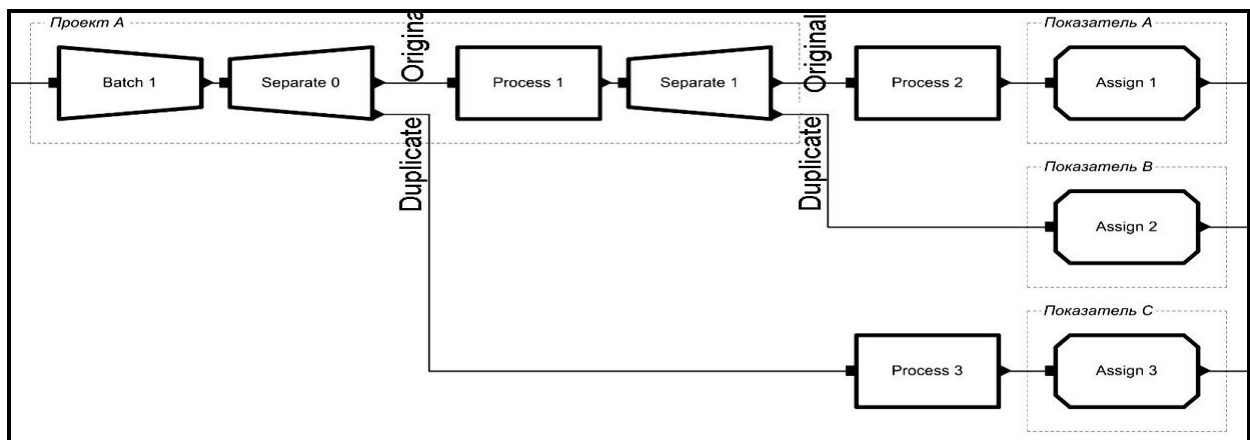 Проект A
Показатель A
Batch 1
Separate 0
Original
Process 1
Separate 1
Original
Process 2
Assign 1
Duplicate
Duplicate
Показатель B
Assign 2
Показатель C
Process 3
Assign 3